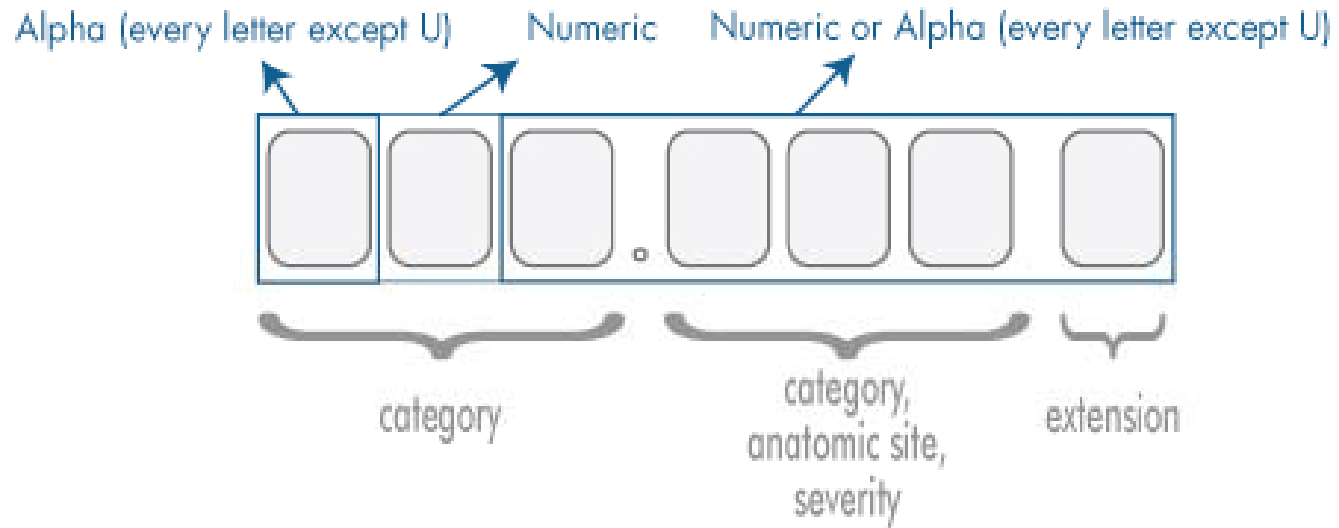 Alpha (every letter except U)
Numeric
Numeric or Alpha (every letter except U)
category
category,
anatomic site,
severity
extension